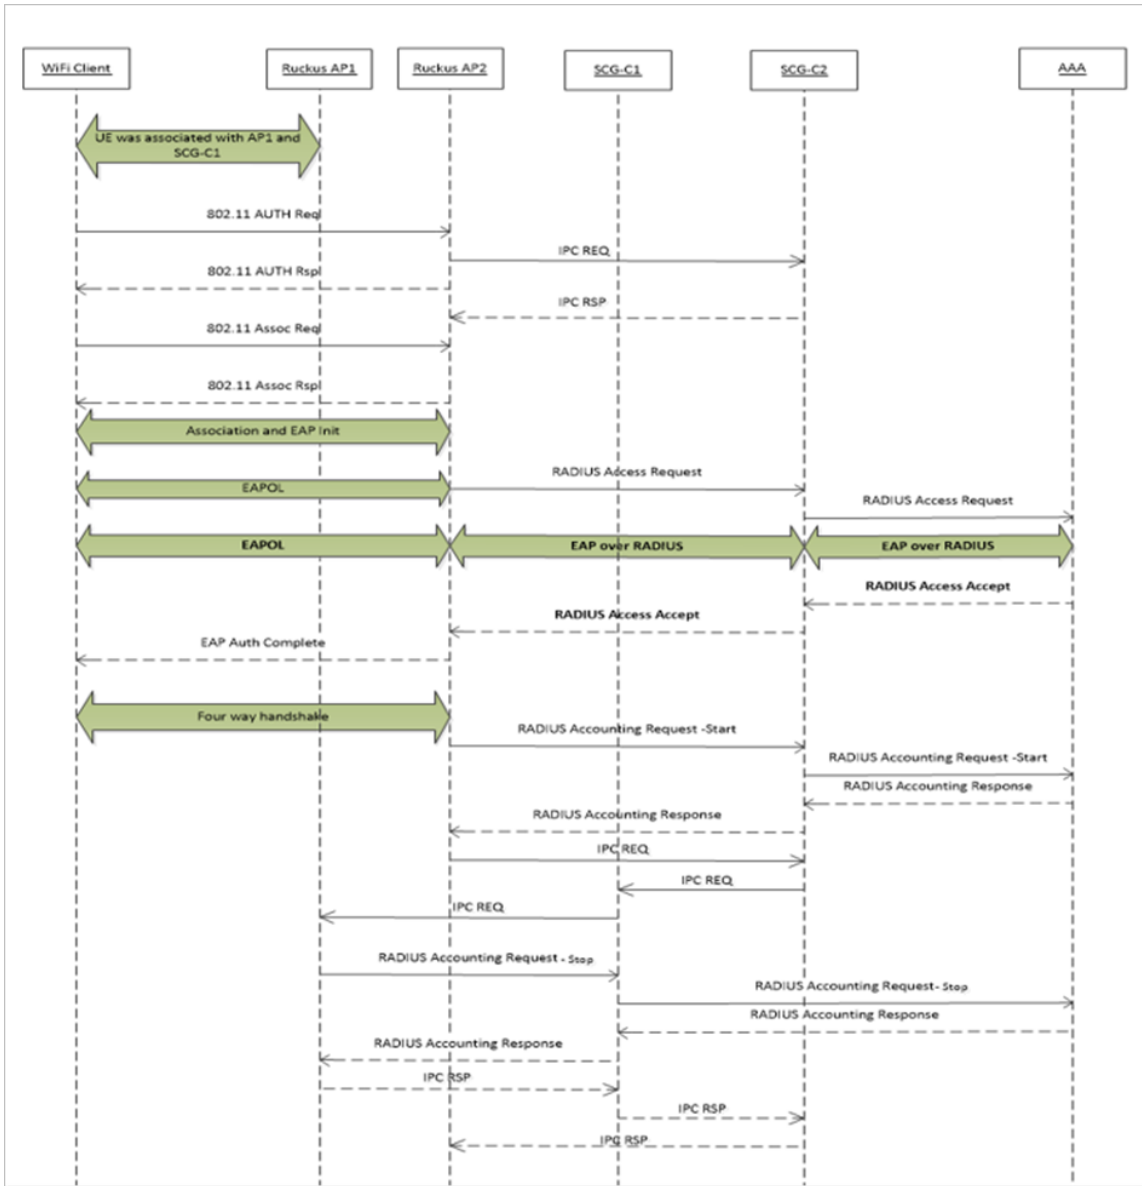 WiFi Client
Ruckus AP1
Ruckus AP2
SCG-C1
SCG-C2
AAA
UE was associated with AP1 and
SCG-C1
802.11 AUTH Req|
IPC REQ
802.11 AUTH Rsp|
IPC RSP
802.11 Assoc Req|
802.11 Assoc Rsp|
Association and EAP Init
RADIUS Access Request
EAPOL
RADIUS Access Request
EAPOL
EAP over RADIUS
EAP over RADIUS
RADIUS Access Accept
RADIUS Access Accept
EAP Auth Complete
Four way handshake
RADIUS Accounting Request -Start
RADIUS Accounting Request -Start
RADIUS Accounting Response
RADIUS Accounting Response
IPC REQ
IPC REQ
IPC REQ
RADIUS Accounting Request - Stop
RADIUS Accounting Request- Stop
RADIUS Accounting Response
RADIUS Accounting Response
IPC RSP
IPC RSP
IPC RSP